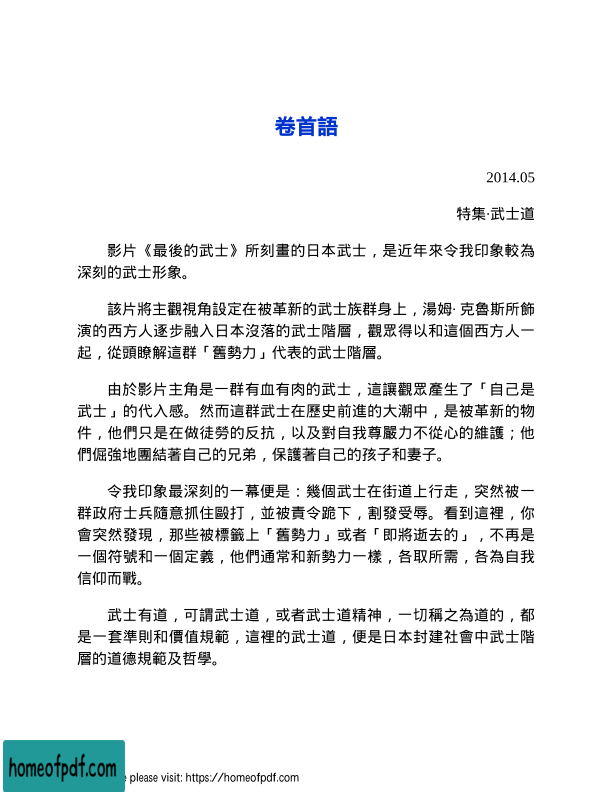 卷首語
2014.05
特集·武士道
影片《最後的武士》所刻畫的日本武士，是近年來令我印象較為
深刻的武士形象。
該片將主觀視角設定在被革新的武士族群身上，湯姆· 克魯斯所飾
演的西方人逐步融入日本沒落的武士階層，觀眾得以和這個西方人一
起，從頭瞭解這群「舊勢力」代表的武士階層。
由於影片主角是一群有血有肉的武士，這讓觀眾產生了「自己是
武士」的代入感。然而這群武士在歷史前進的大潮中，是被革新的物
件，他們只是在做徒勞的反抗，以及對自我尊嚴力不從心的維護；他
們倔強地團結著自己的兄弟，保護著自己的孩子和妻子。
令我印象最深刻的一幕便是：幾個武士在街道上行走，突然被一
群政府士兵隨意抓住毆打，並被責令跪下，割發受辱。看到這裡，你
會突然發現，那些被標籤上「舊勢力」或者「即將逝去的」，不再是
一個符號和一個定義，他們通常和新勢力一樣，各取所需，各為自我
信仰而戰。
武士有道，可謂武士道，或者武士道精神，一切稱之為道的，都
是一套準則和價值規範，這裡的武士道，便是日本封建社會中武士階
層的道德規範及哲學。
homeofpdf.com
e please visit: https://homeofpdf.com